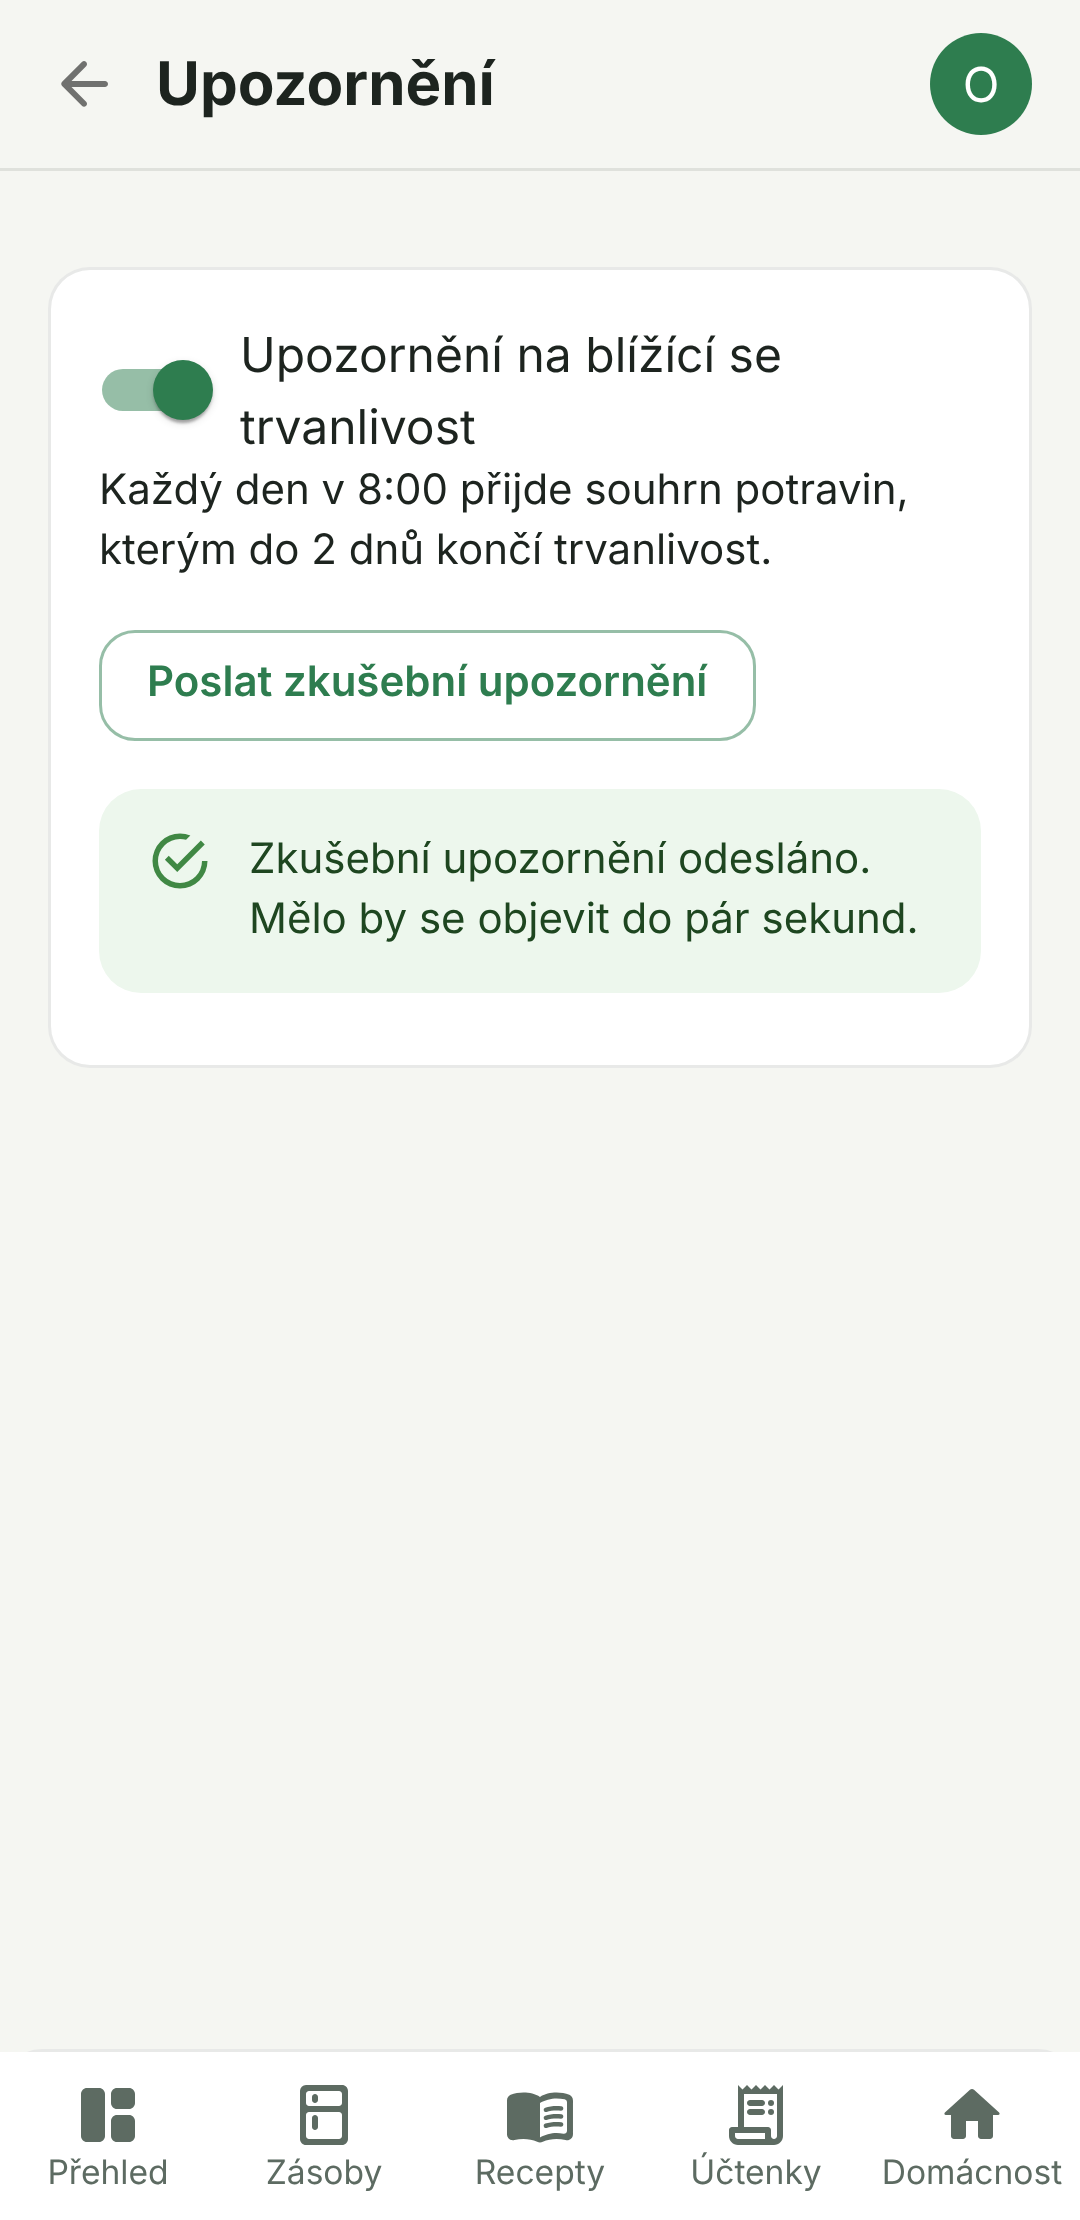 Upozornění
O
Upozornění na blížící se
trvanlivost
Každý den v 8:00 přijde souhrn potravin,
kterým do 2 dnů končí trvanlivost.
Poslat zkušební upozornění
Zkušební upozornění odesláno.
Mělo by se objevit do pár sekund.
Přehled
Zásoby
Recepty
Účtenky
Domácnost